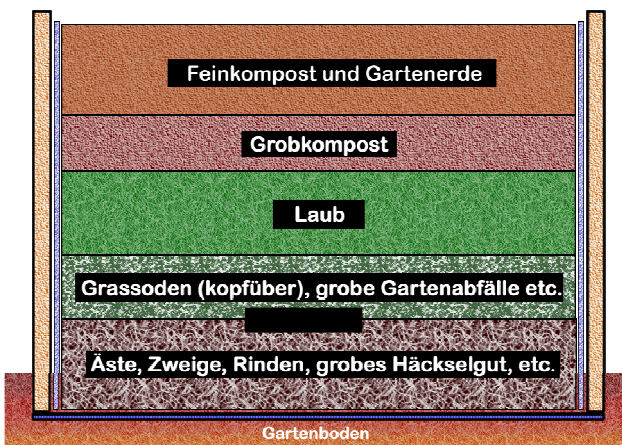 Feinkompost und Gartenerde
Grobkompost
Laub
Grassoden (kopfüber), grobe Gartenabfälle etc.
Äste, Zweige, Rinden, grobes Häckselgut, etc.
Gartenboden